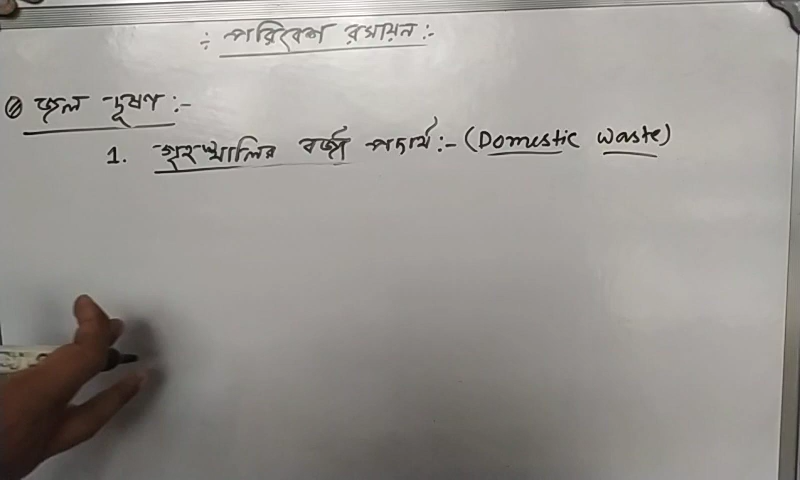 ÷ পরিবেশ রসায়ন :-
জল দূষণ :-
1. গৃহস্থালির বর্জ্য পদার্থ :- (Domestic Waste)